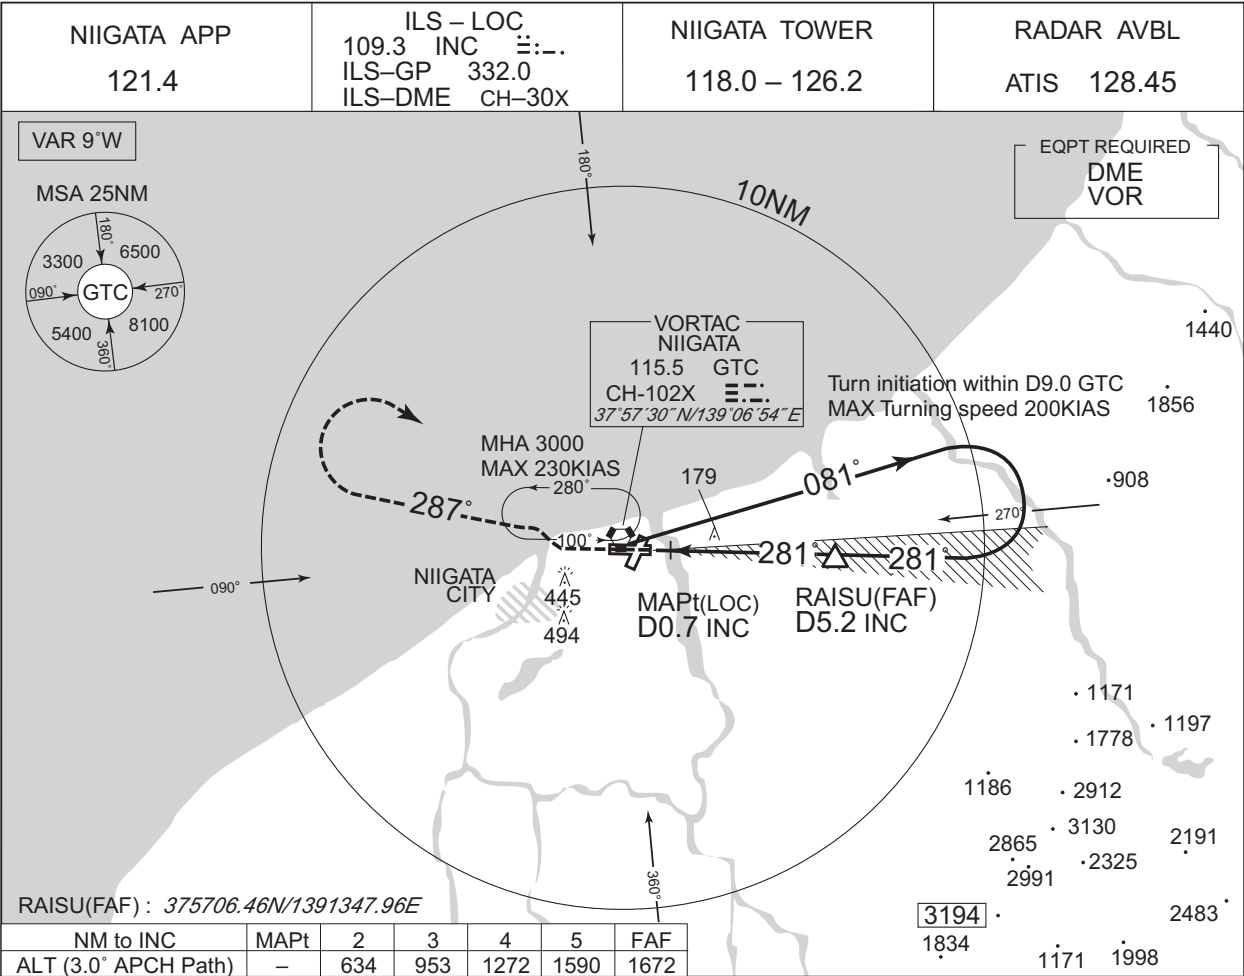 NIIGATA APP
121.4
ILS – LOC
109.3 INC
ILS–GP 332.0
ILS–DME CH–30X
NIIGATA TOWER
118.0 – 126.2
RADAR AVBL
ATIS 128.45
VAR 9°W
MSA 25NM
180°
3300
6500
090°
GTC
270°
5400
8100
360°
180°
10NM
EQPT REQUIRED
DME
VOR
1440
VORTAC
NIIGATA
115.5 GTC
CH-102X
37°57´30˝N/139°06´54˝E
Turn initiation within D9.0 GTC
MAX Turning speed 200KIAS
1856
MHA 3000
MAX 230KIAS
280°
179
081°
908
287°
270°
100°
281°
281°
090°
NIIGATA
CITY
445
494
MAPt(LOC)
D0.7 INC
RAISU(FAF)
D5.2 INC
1171
1197
1778
1186
2912
3130
2865
2191
2325
2991
360°
3194
2483
1834
1171
1998
RAISU(FAF) : 375706.46N/1391347.96E
NM to INC MAPt 2 3 4 5 FAF
ALT (3.0° APCH Path) – 634 953 1272 1590 1672